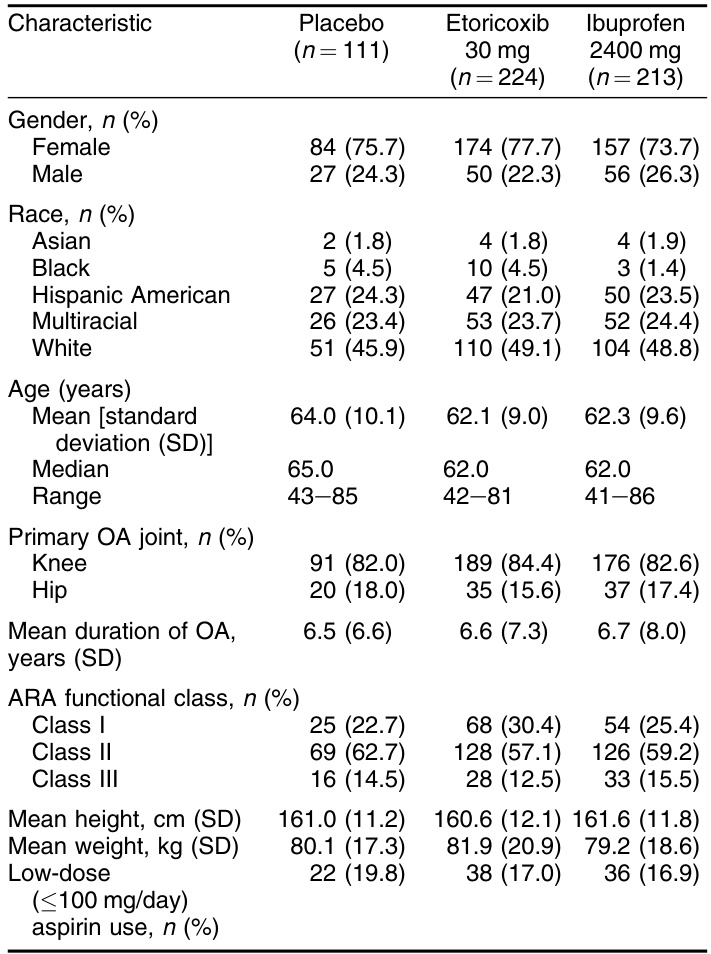 Characteristic Placebo Etoricoxib Ibuprofen
(n = 111) 30 mg 2400 mg
(n = 224) (n = 213)
Gender, n (%)
Female 84 (75.7) 174 (77.7) 157 (73.7)
Male 27 (24.3) 50 (22.3) 56 (26.3)
Race, n (%)
Asian 2 (1.8) 4 (1.8) 4 (1.9)
Black 5 (4.5) 10 (4.5) 3 (1.4)
Hispanic American 27 (24.3) 47 (21.0) 50 (23.5)
Multiracial 26 (23.4) 53 (23.7) 52 (24.4)
White 51 (45.9) 110 (49.1) 104 (48.8)
Age (years)
Mean [standard 64.0 (10.1) 62.1 (9.0) 62.3 (9.6)
deviation (SD)]
Median 65.0 62.0 62.0
Range 43–85 42–81 41–86
Primary OA joint, n (%)
Knee 91 (82.0) 189 (84.4) 176 (82.6)
Hip 20 (18.0) 35 (15.6) 37 (17.4)
Mean duration of OA, 6.5 (6.6) 6.6 (7.3) 6.7 (8.0)
years (SD)
ARA functional class, n (%)
Class I 25 (22.7) 68 (30.4) 54 (25.4)
Class II 69 (62.7) 128 (57.1) 126 (59.2)
Class III 16 (14.5) 28 (12.5) 33 (15.5)
Mean height, cm (SD) 161.0 (11.2) 160.6 (12.1) 161.6 (11.8)
Mean weight, kg (SD) 80.1 (17.3) 81.9 (20.9) 79.2 (18.6)
Low-dose 22 (19.8) 38 (17.0) 36 (16.9)
(≤100 mg/day)
aspirin use, n (%)